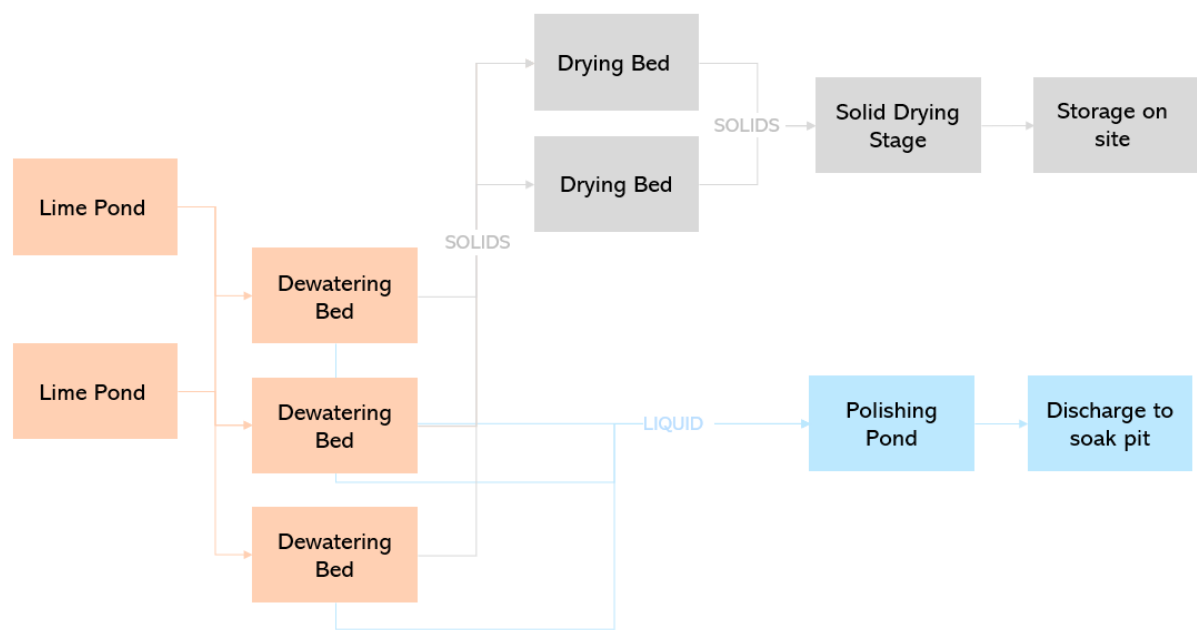 Drying Bed
SOLIDS
Solid Drying
Stage
Storage on
site
Drying Bed
Lime Pond
SOLIDS
Dewatering
Bed
Lime Pond
Dewatering
Bed
LIQUID
Polishing
Pond
Discharge to
soak pit
Dewatering
Bed